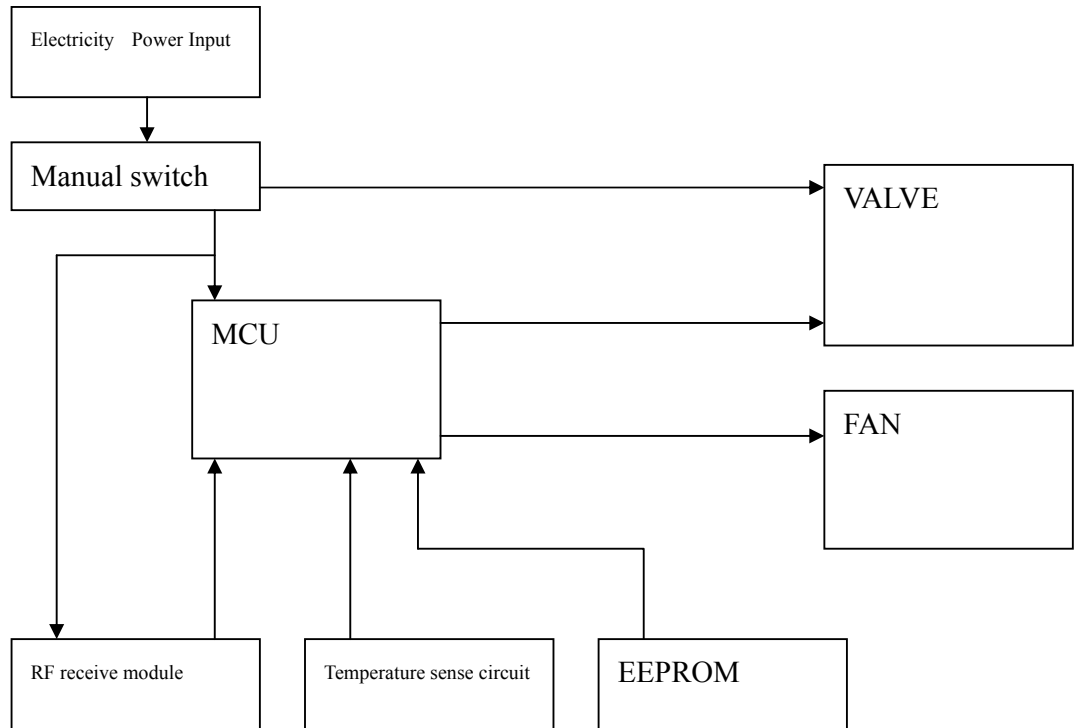 Electricity Power Input
Manual switch
VALVE
MCU
FAN
RF receive module
Temperature sense circuit
EEPROM